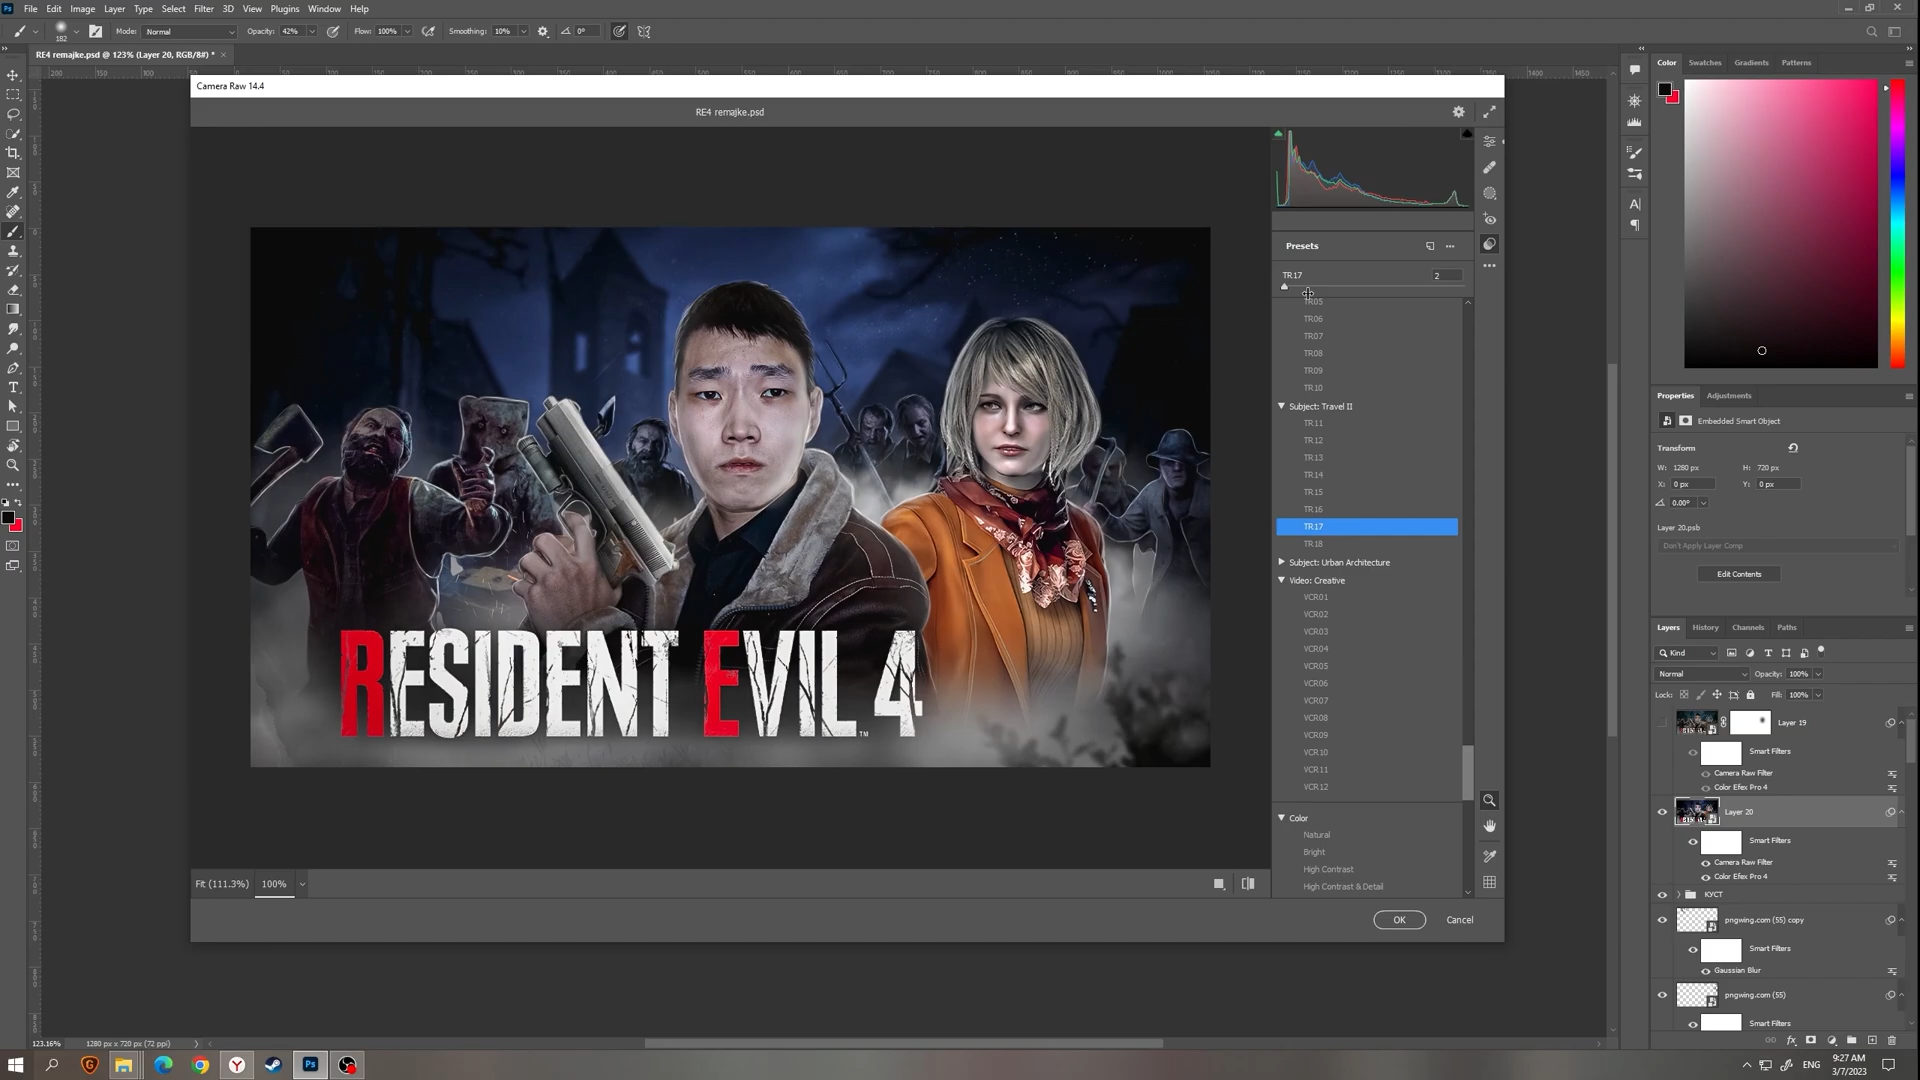 File Edit Image Layer Type Select Filter 3D View Plugins Window Help
182 Mode: Normal Opacity: 42% Flow: 100% Smoothing: 10% 0°
RE4 remajke.psd @ 123% (Layer 20, RGB/8#) *
Camera Raw 14.4
RE4 remajke.psd
Presets
TR17 2
TR05
TR06
TR07
TR08
TR09
TR10
Subject: Travel II
TR11
TR12
TR13
TR14
TR15
TR16
TR17
TR18
Subject: Urban Architecture
Video: Creative
VCR01
VCR02
VCR03
VCR04
VCR05
VCR06
VCR07
VCR08
VCR09
VCR10
VCR11
VCR12
Color
Natural
Bright
High Contrast
High Contrast & Detail
RESIDENT EVIL 4
TM
Fit (111.3%) 100%
OK Cancel
Color Swatches Gradients Patterns
Properties Adjustments
Embedded Smart Object
Transform
W: 1280 px H: 720 px
X: 0 px Y: 0 px
0.00°
Layer 20.psb
Don't Apply Layer Comp
Edit Contents
Layers History Channels Paths
Kind
Normal Opacity: 100%
Lock: Fill: 100%
Layer 19
Smart Filters
Camera Raw Filter
Color Efex Pro 4
Layer 20
Smart Filters
Camera Raw Filter
Color Efex Pro 4
КУСТ
pngwing.com (55) copy
Smart Filters
Gaussian Blur
pngwing.com (55)
Smart Filters
123.16% 1280 px x 720 px (72 ppi)
ENG
9:27 AM
3/7/2023